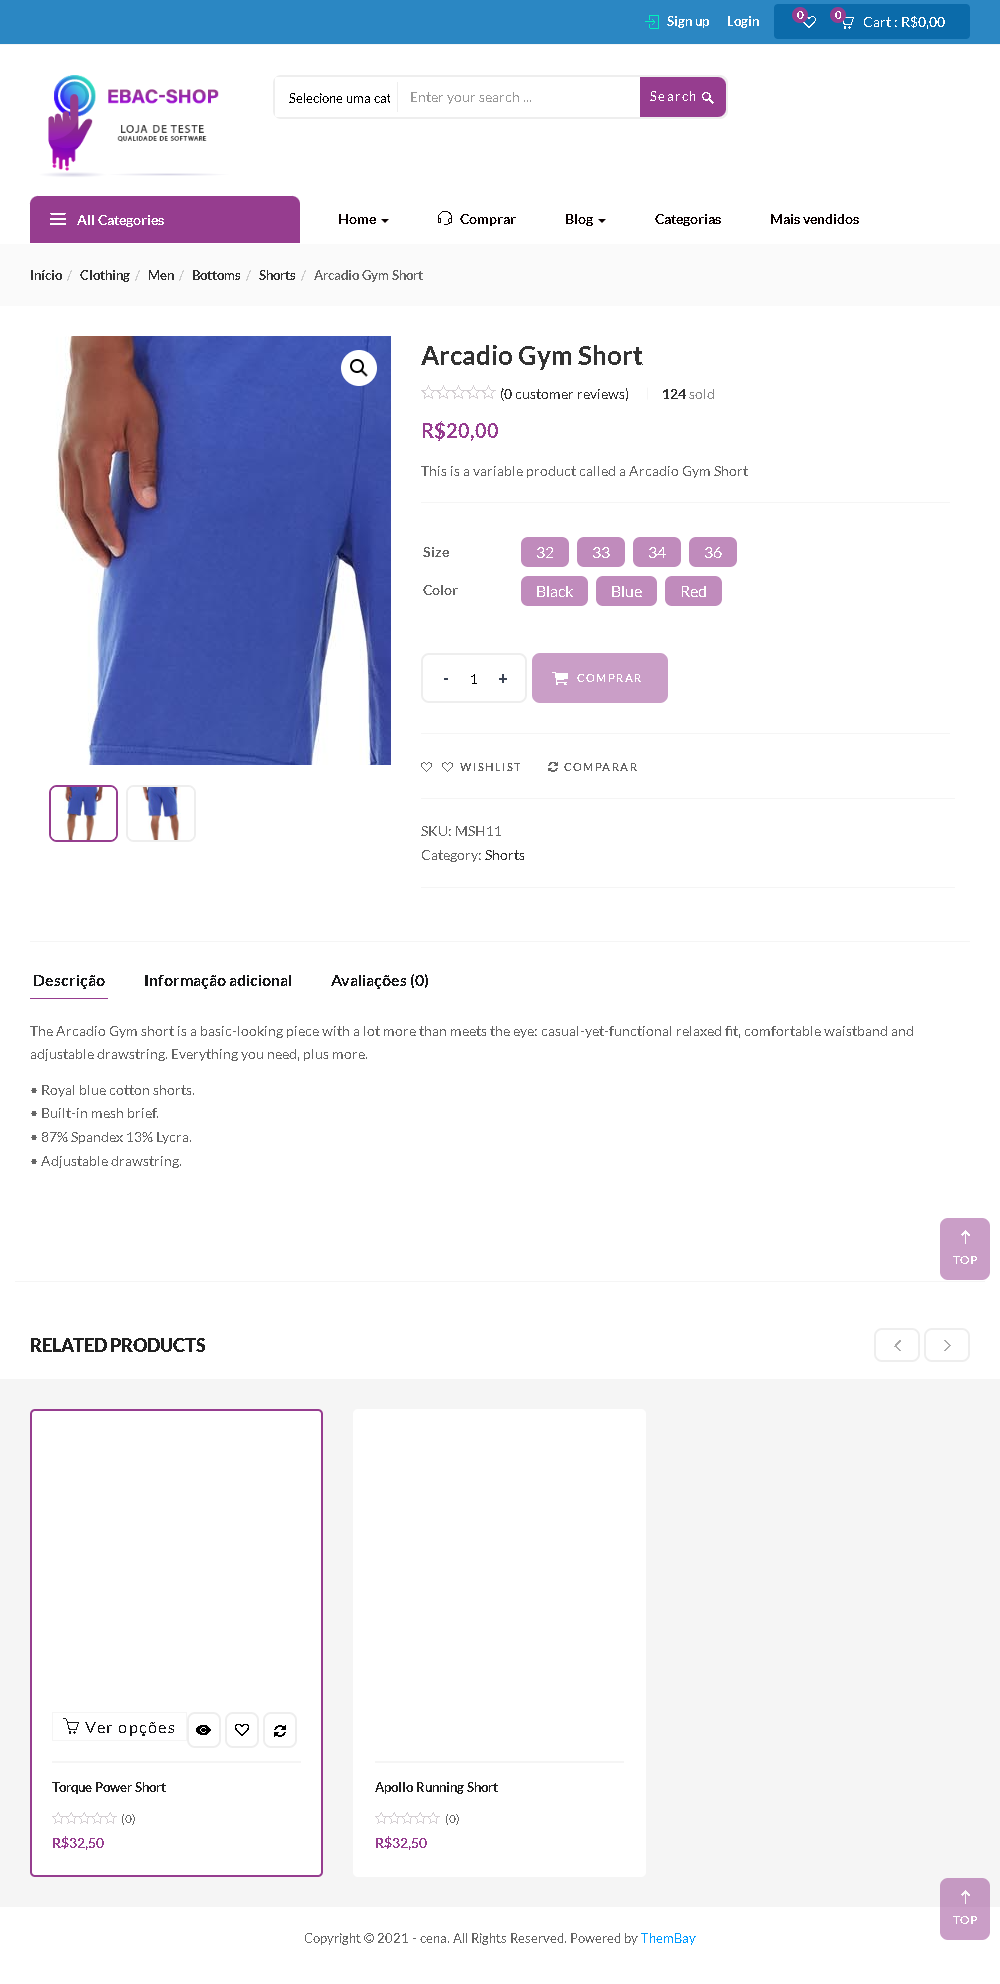 Sign up Login 0 0 Cart : R$0,00
EBAC-SHOP
LOJA DE TESTE
QUALIDADE DE SOFTWARE
Selecione uma cat Enter your search ... Search
All Categories Home Comprar Blog Categorias Mais vendidos
Início / Clothing / Men / Bottoms / Shorts / Arcadio Gym Short
Arcadio Gym Short
(0 customer reviews) 124 sold
R$20,00
This is a variable product called a Arcadio Gym Short
Size 32 33 34 36
Color Black Blue Red
- 1 + COMPRAR
WISHLIST COMPARAR
SKU: MSH11
Category: Shorts
Descrição Informação adicional Avaliações (0)
The Arcadio Gym short is a basic-looking piece with a lot more than meets the eye: casual-yet-functional relaxed fit, comfortable waistband and
adjustable drawstring. Everything you need, plus more.
• Royal blue cotton shorts.
• Built-in mesh brief.
• 87% Spandex 13% Lycra.
• Adjustable drawstring.
TOP
RELATED PRODUCTS
Ver opções
Torque Power Short
(0)
R$32,50
Apollo Running Short
(0)
R$32,50
TOP
Copyright © 2021 - cena. All Rights Reserved. Powered by ThemBay